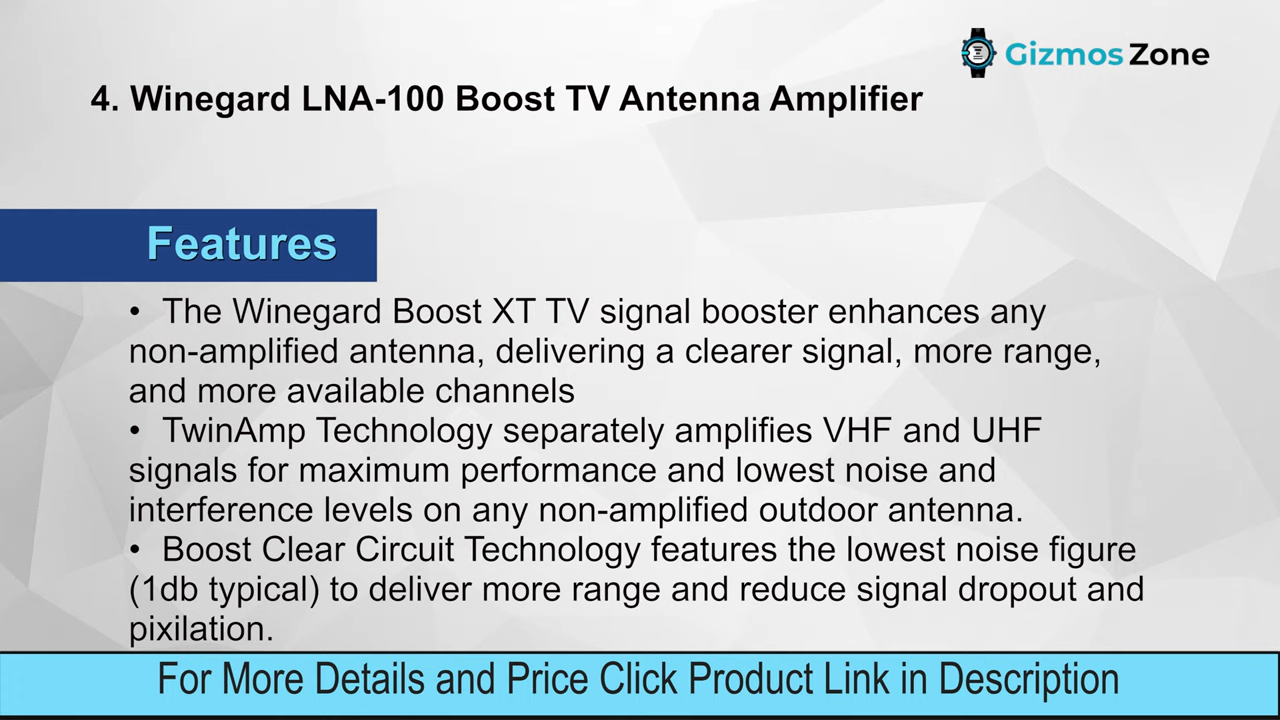 Gizmos Zone
4. Winegard LNA-100 Boost TV Antenna Amplifier
Features
• The Winegard Boost XT TV signal booster enhances any
non-amplified antenna, delivering a clearer signal, more range,
and more available channels
• TwinAmp Technology separately amplifies VHF and UHF
signals for maximum performance and lowest noise and
interference levels on any non-amplified outdoor antenna.
• Boost Clear Circuit Technology features the lowest noise figure
(1db typical) to deliver more range and reduce signal dropout and
pixilation.
For More Details and Price Click Product Link in Description